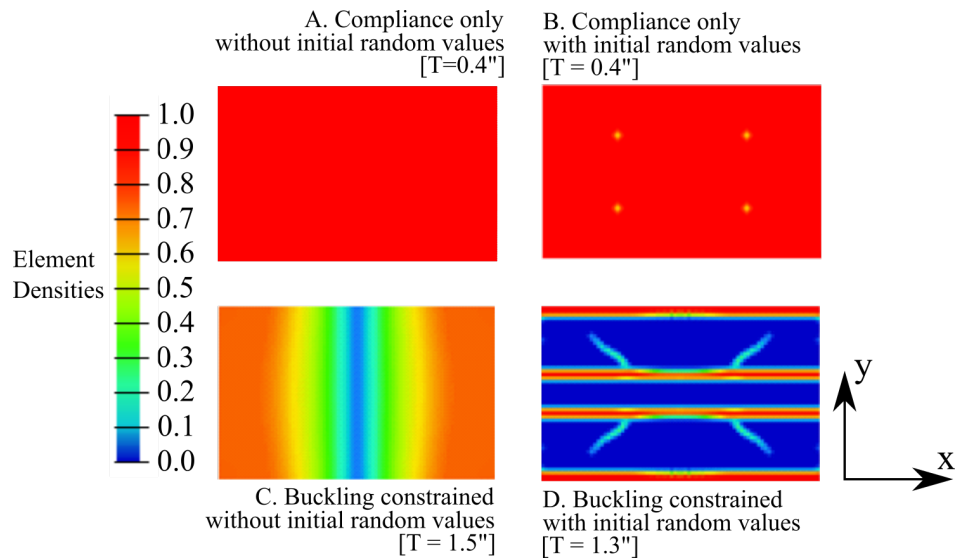 A. Compliance only
without initial random values
[T=0.4"]
B. Compliance only
with initial random values
[T = 0.4"]
1.0
0.9
0.8
0.7
0.6
0.5
0.4
0.3
0.2
0.1
0.0
Element
Densities
C. Buckling constrained
without initial random values
[T = 1.5"]
D. Buckling constrained
with initial random values
[T = 1.3"]
y
x